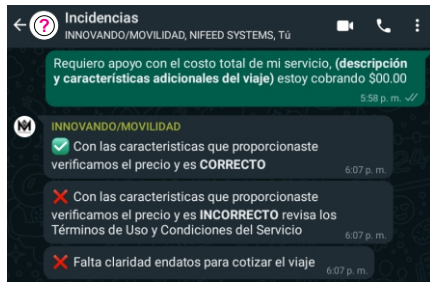 Incidencias
INNOVANDO/MOVILIDAD, NIFEED SYSTEMS, Tú
Requiero apoyo con el costo total de mi servicio, (descripción
y características adicionales del viaje) estoy cobrando $00.00
5:58 p. m.
INNOVANDO/MOVILIDAD
Con las caracteristicas que proporcionaste
verificamos el precio y es CORRECTO
6:07 p. m.
Con las caracteristicas que proporcionaste
verificamos el precio y es INCORRECTO revisa los
Términos de Uso y Condiciones del Servicio
6:07 p. m.
Falta claridad endatos para cotizar el viaje
6:07 p. m.